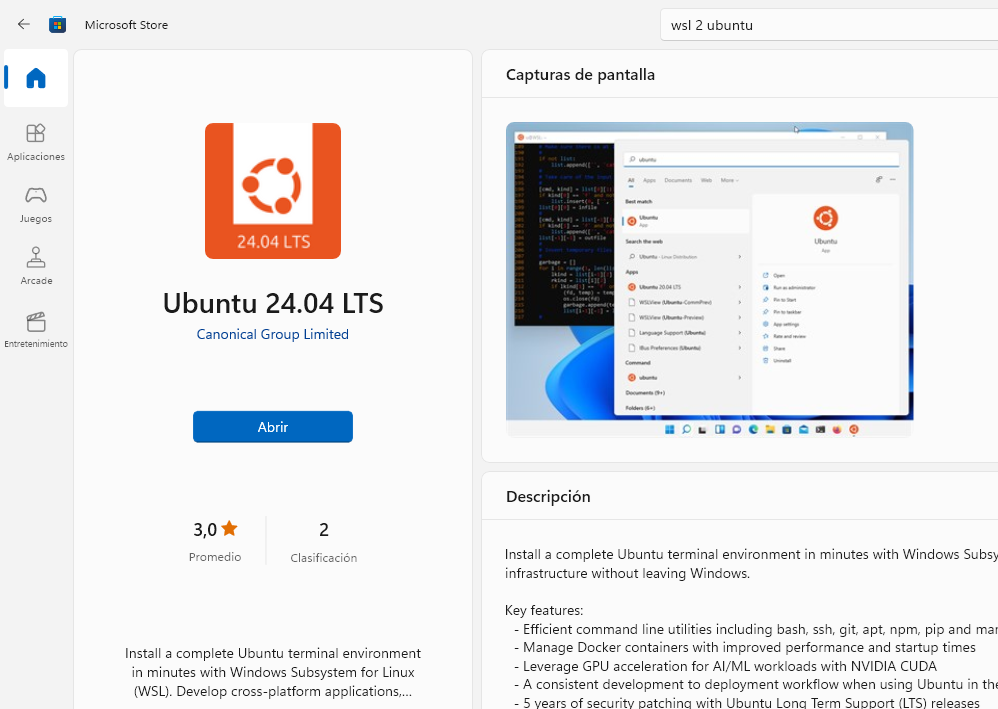 Microsoft Store
wsl 2 ubuntu
Aplicaciones
Juegos
Arcade
Entretenimiento
24.04 LTS
Ubuntu 24.04 LTS
Canonical Group Limited
Abrir
3,0
Promedio
2
Clasificación
Install a complete Ubuntu terminal environment
in minutes with Windows Subsystem for Linux
(WSL). Develop cross-platform applications,...
Capturas de pantalla
ubuntu
All Apps Documents Web More
Best match
Ubuntu
App
Search the web
Ubuntu - Linux Distribution
Apps
Ubuntu 20.04 LTS
WSLView (Ubuntu-CommPrev)
WSLView (Ubuntu-Preview)
Language Support (Ubuntu)
IBus Preferences (Ubuntu)
Command
ubuntu
Documents (9+)
Folders (6+)
Ubuntu
App
Open
Run as administrator
Pin to Start
Pin to taskbar
App settings
Rate and review
Share
Uninstall
Descripción
Install a complete Ubuntu terminal environment in minutes with Windows Subsy
infrastructure without leaving Windows.
Key features:
- Efficient command line utilities including bash, ssh, git, apt, npm, pip and
- Manage Docker containers with improved performance and startup times
- Leverage GPU acceleration for AI/ML workloads with NVIDIA CUDA
- A consistent development to deployment workflow when using Ubuntu in the
- 5 years of security patching with Ubuntu Long Term Support (LTS) releases